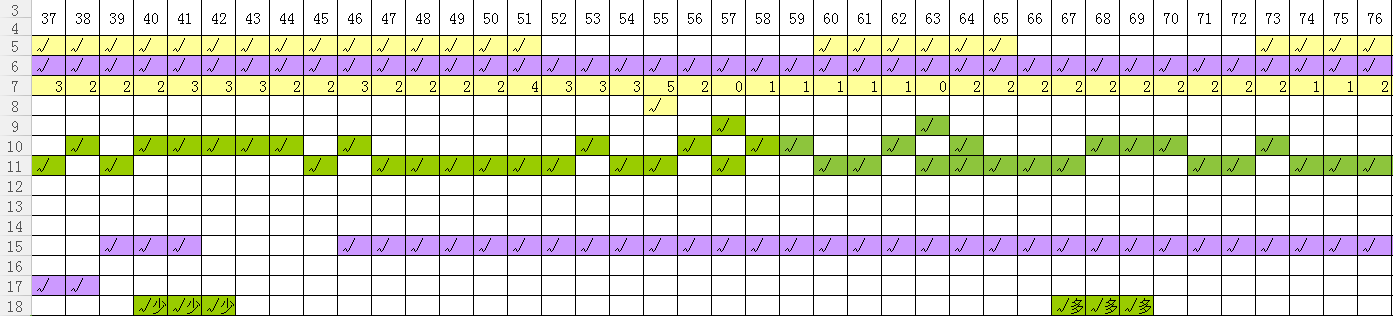 3
37 38 39 40 41 42 43 44 45 46 47 48 49 50 51 52 53 54 55 56 57 58 59 60 61 62 63 64 65 66 67 68 69 70 71 72 73 74 75 76
4
5 √ √ √ √ √ √ √ √ √ √ √ √ √ √ √ √ √ √ √ √ √ √ √ √ √
6 √ √ √ √ √ √ √ √ √ √ √ √ √ √ √ √ √ √ √ √ √ √ √ √ √ √ √ √ √ √ √ √ √ √ √ √ √ √ √ √
7 3 2 2 2 3 3 3 2 2 3 2 2 2 2 4 3 3 3 5 2 0 1 1 1 1 1 0 2 2 2 2 2 2 2 2 2 2 1 1 2
8 √
9 √ √
10 √ √ √ √ √ √ √ √ √ √ √ √ √ √ √ √ √
11 √ √ √ √ √ √ √ √ √ √ √ √ √ √ √ √ √ √ √ √ √ √ √ √
12
13
14
15 √ √ √ √ √ √ √ √ √ √ √ √ √ √ √ √ √ √ √ √ √ √ √ √ √ √ √ √ √ √ √ √ √ √
16
17 √ √
18 √少 √少 √少 √多 √多 √多